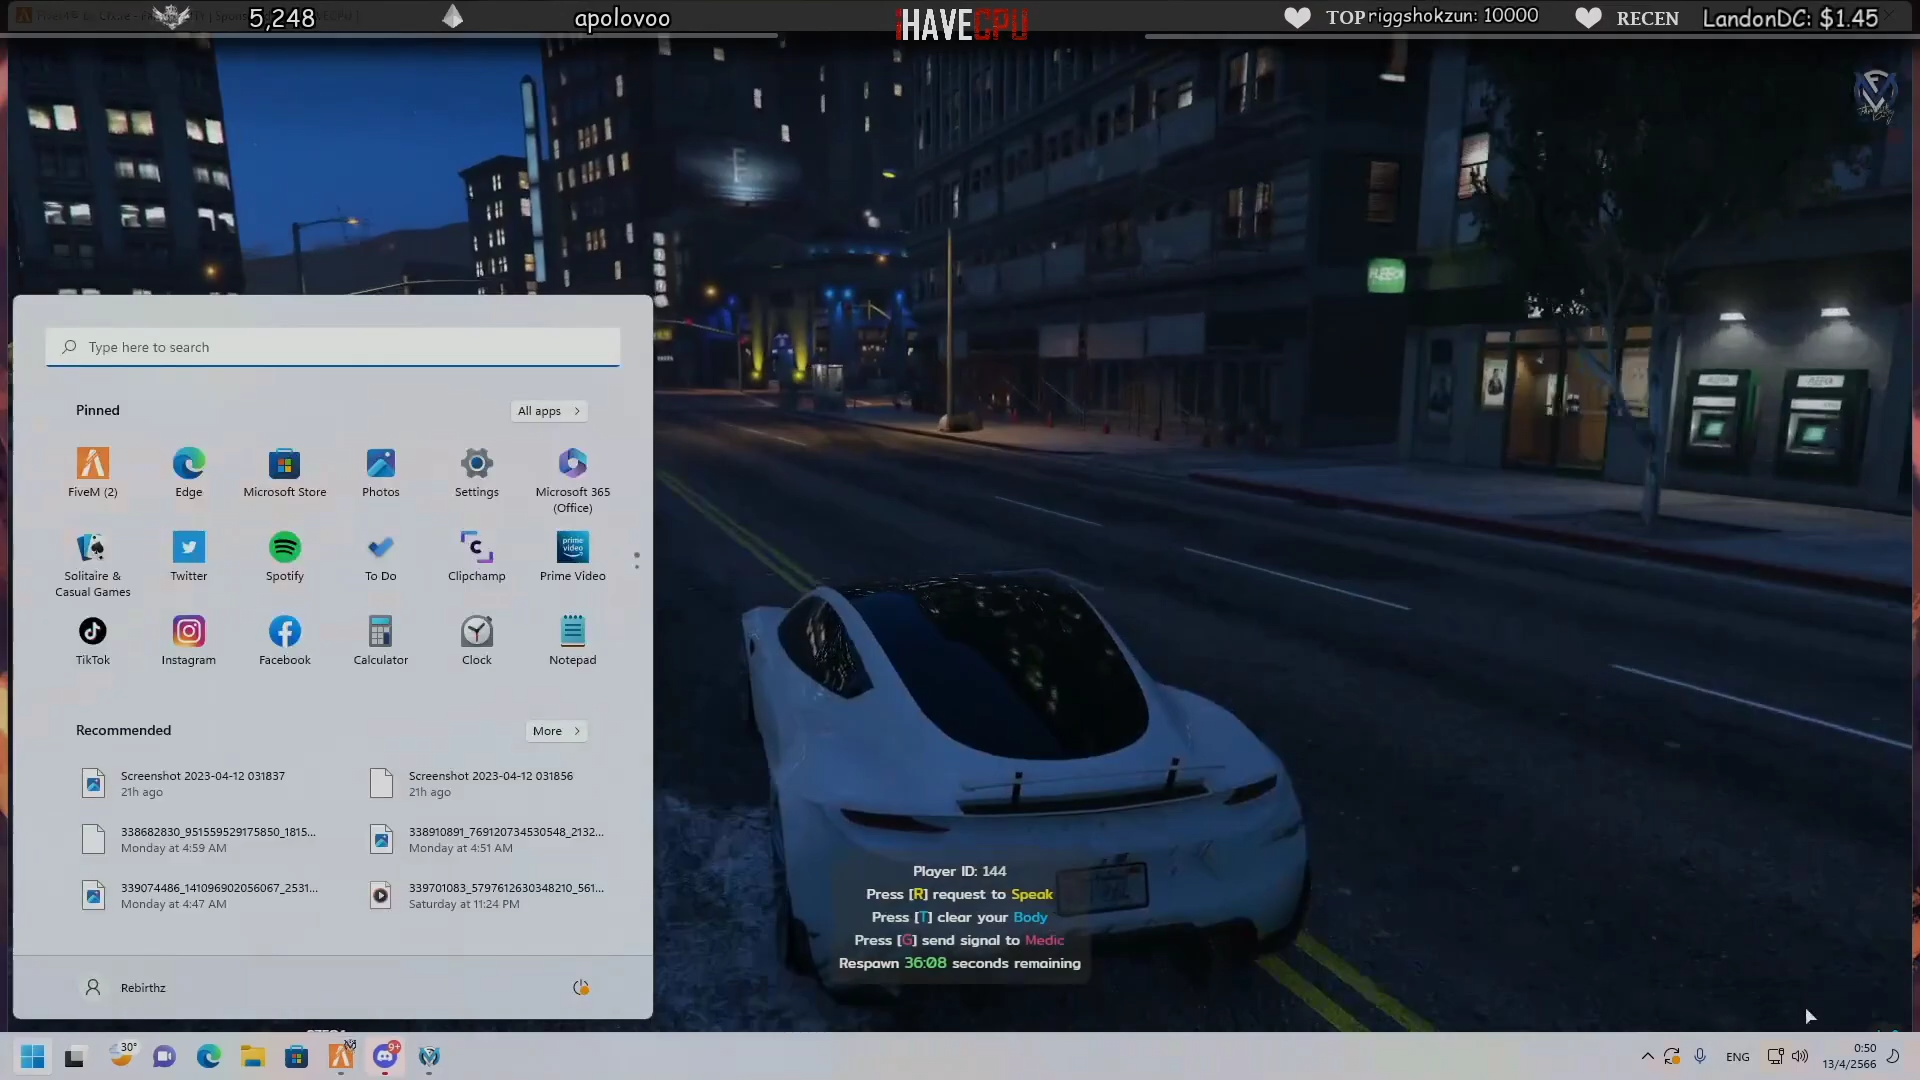 5,248
apolovoo
iHAVECPU
TOP riggshokzun: 10000
RECEN LandonDC: $1.45
FLEECA
Type here to search
Pinned
All apps
FiveM (2)
Edge
Microsoft Store
Photos
Settings
Microsoft 365
(Office)
Solitaire &
Casual Games
Twitter
Spotify
To Do
Clipchamp
prime
video
Prime Video
TikTok
Instagram
Facebook
Calculator
Clock
Notepad
Recommended
More
Screenshot 2023-04-12 031837
21h ago
Screenshot 2023-04-12 031856
21h ago
338682830_951559529175850_1815...
Monday at 4:59 AM
338910891_769120734530548_2132...
Monday at 4:51 AM
339074486_141096902056067_2531...
Monday at 4:47 AM
339701083_5797612630348210_561...
Saturday at 11:24 PM
Rebirthz
Player ID: 144
Press [R] request to Speak
Press [T] clear your Body
Press [G] send signal to Medic
Respawn 36:08 seconds remaining
30°
9+
ENG
0:50
13/4/2566